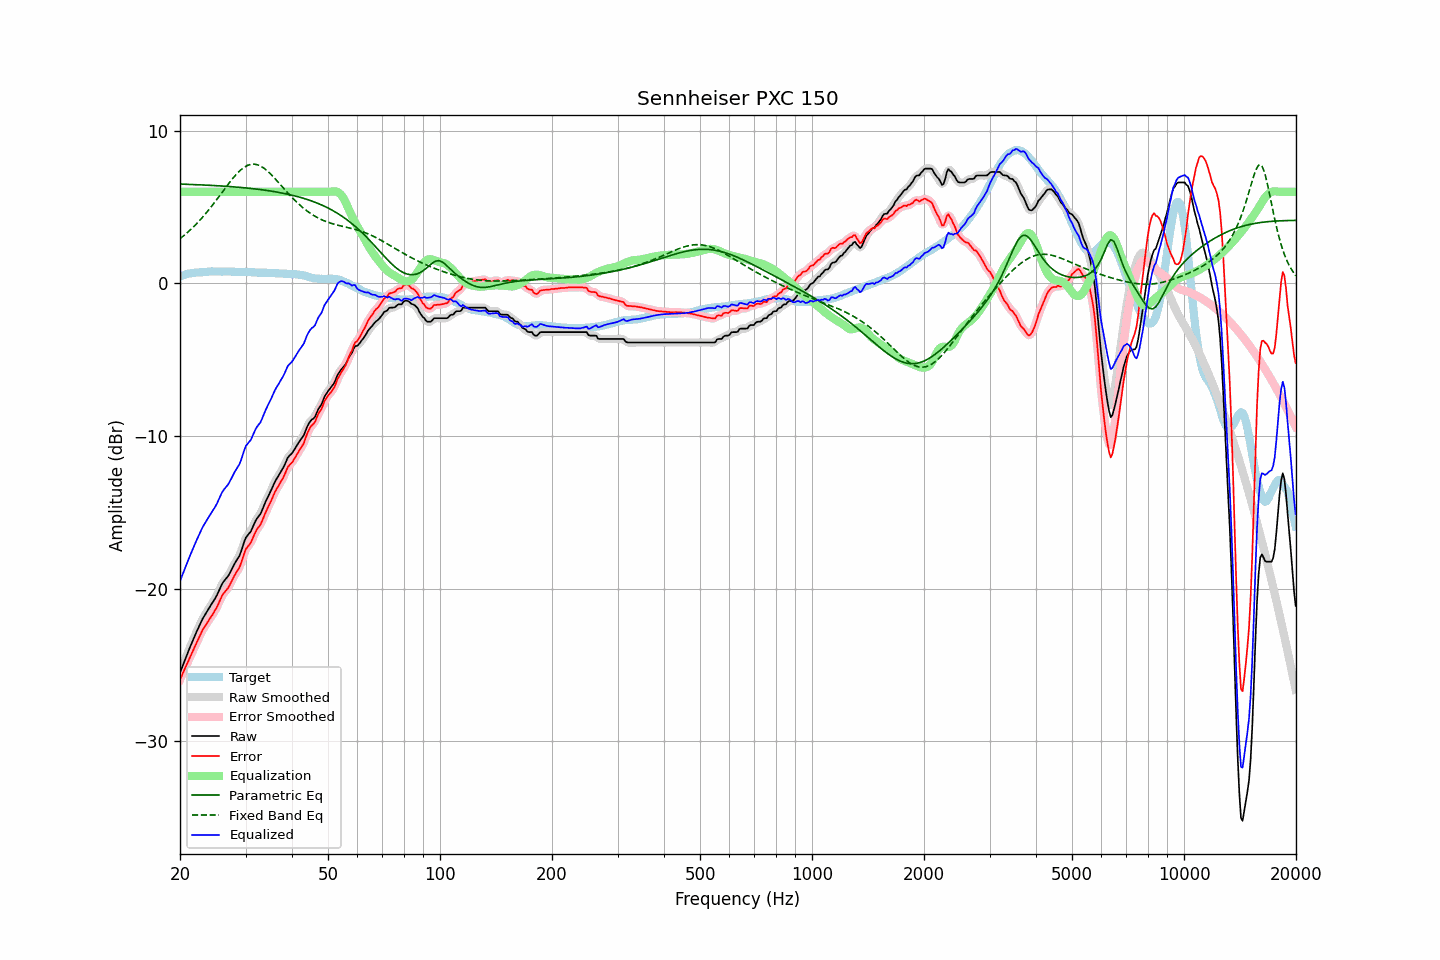 Sennheiser PXC 150
10
0
−10
−20
−30
Amplitude (dBr)
Target
Raw Smoothed
Error Smoothed
Raw
Error
Equalization
Parametric Eq
Fixed Band Eq
Equalized
20 50 100 200 500 1000 2000 5000 10000 20000
Frequency (Hz)